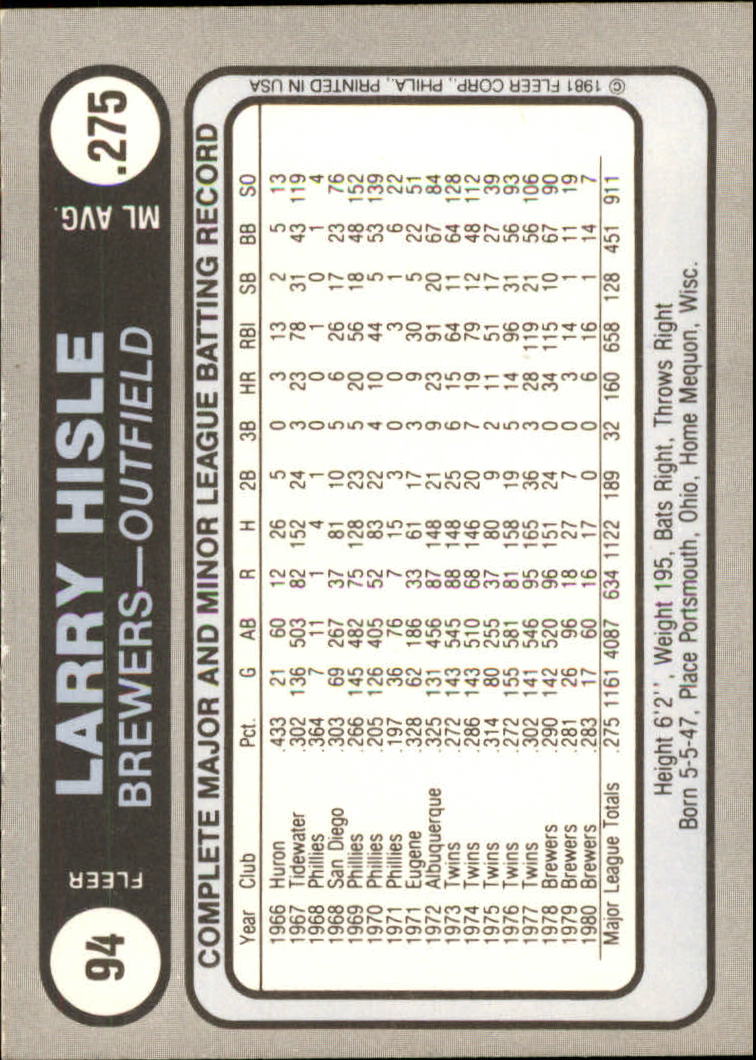 94
FLEER
LARRY HISLE
BREWERS—OUTFIELD
ML AVG.
.275
COMPLETE MAJOR AND MINOR LEAGUE BATTING RECORD
Year Club Pct. G AB R H 2B 3B HR RBI SB BB SO
1966 Huron .433 21 60 12 26 5 0 3 13 2 5 13
1967 Tidewater .302 136 503 82 152 24 3 23 78 31 43 119
1968 Phillies .364 7 11 1 4 1 0 0 1 0 1 4
1968 San Diego .303 69 267 37 81 10 5 6 26 17 23 76
1969 Phillies .266 145 482 75 128 23 5 20 56 18 48 152
1970 Phillies .205 126 405 52 83 22 4 10 44 5 53 139
1971 Phillies .197 36 76 7 15 3 0 0 3 1 6 22
1971 Eugene .328 62 186 33 61 17 3 9 30 5 22 51
1972 Albuquerque .325 131 456 87 148 21 9 23 91 20 67 84
1973 Twins .272 143 545 88 148 25 6 15 64 11 64 128
1974 Twins .286 143 510 68 146 20 7 19 79 12 48 112
1975 Twins .314 80 255 37 80 9 2 11 51 17 27 39
1976 Twins .272 155 581 81 158 19 5 14 96 31 56 93
1977 Twins .302 141 546 95 165 36 3 28 119 21 56 106
1978 Brewers .290 142 520 96 151 24 0 34 115 10 67 90
1979 Brewers .281 26 96 18 27 7 0 3 14 1 11 19
1980 Brewers .283 17 60 16 17 0 0 6 16 1 14 7
Major League Totals .275 1161 4087 634 1122 189 32 160 658 128 451 911
Height 6'2'', Weight 195, Bats Right, Throws Right
Born 5-5-47, Place Portsmouth, Ohio, Home Mequon, Wisc.
© 1981 FLEER CORP., PHILA., PRINTED IN USA